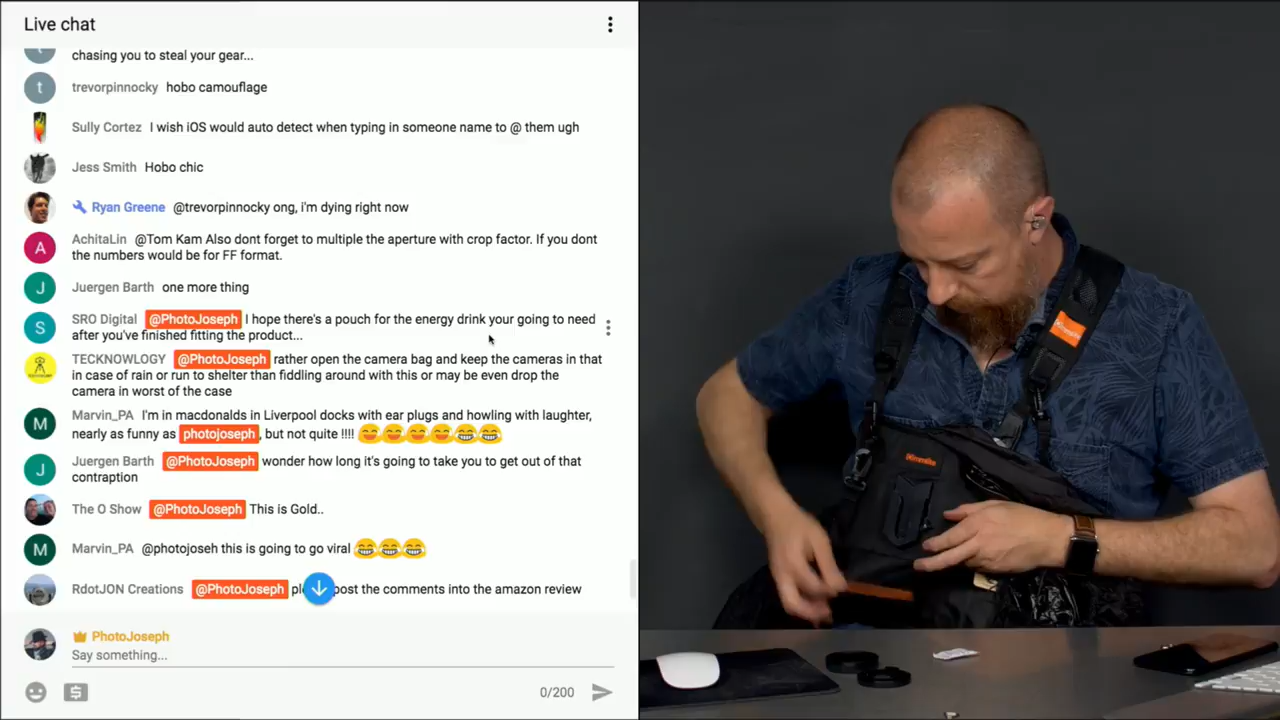 Live chat
chasing you to steal your gear...
t
trevorpinnocky hobo camouflage
Sully Cortez I wish iOS would auto detect when typing in someone name to @ them ugh
Jess Smith Hobo chic
Ryan Greene @trevorpinnocky ong, i'm dying right now
A
AchitaLin @Tom Kam Also dont forget to multiple the aperture with crop factor. If you dont
the numbers would be for FF format.
J
Juergen Barth one more thing
S
SRO Digital @PhotoJoseph I hope there's a pouch for the energy drink your going to need
after you've finished fitting the product...
TECKNOWLOGY @PhotoJoseph rather open the camera bag and keep the cameras in that
in case of rain or run to shelter than fiddling around with this or may be even drop the
camera in worst of the case
M
Marvin_PA I'm in macdonalds in Liverpool docks with ear plugs and howling with laughter,
nearly as funny as photojoseph, but not quite !!!!
J
Juergen Barth @PhotoJoseph wonder how long it's going to take you to get out of that
contraption
The O Show @PhotoJoseph This is Gold..
M
Marvin_PA @photojoseh this is going to go viral
RdotJON Creations @PhotoJoseph post the comments into the amazon review
PhotoJoseph
Say something...
0/200